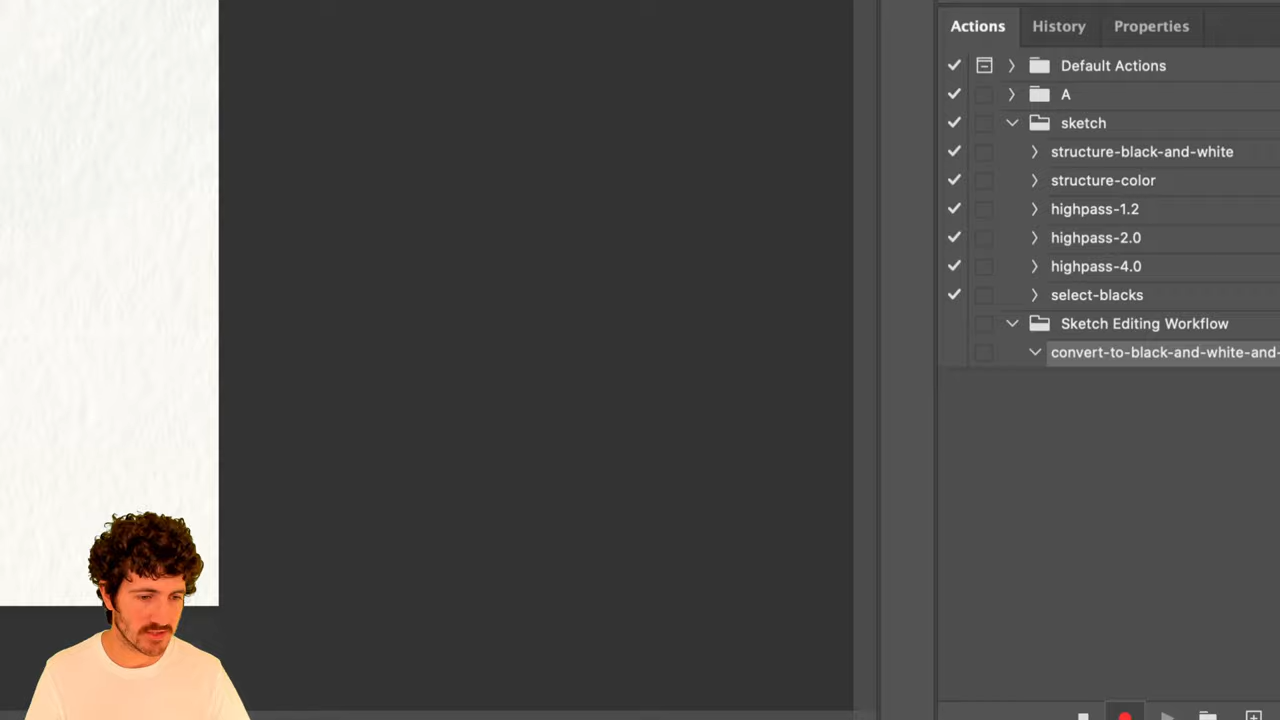 Actions History Properties
Default Actions
A
sketch
structure-black-and-white
structure-color
highpass-1.2
highpass-2.0
highpass-4.0
select-blacks
Sketch Editing Workflow
convert-to-black-and-white-and-